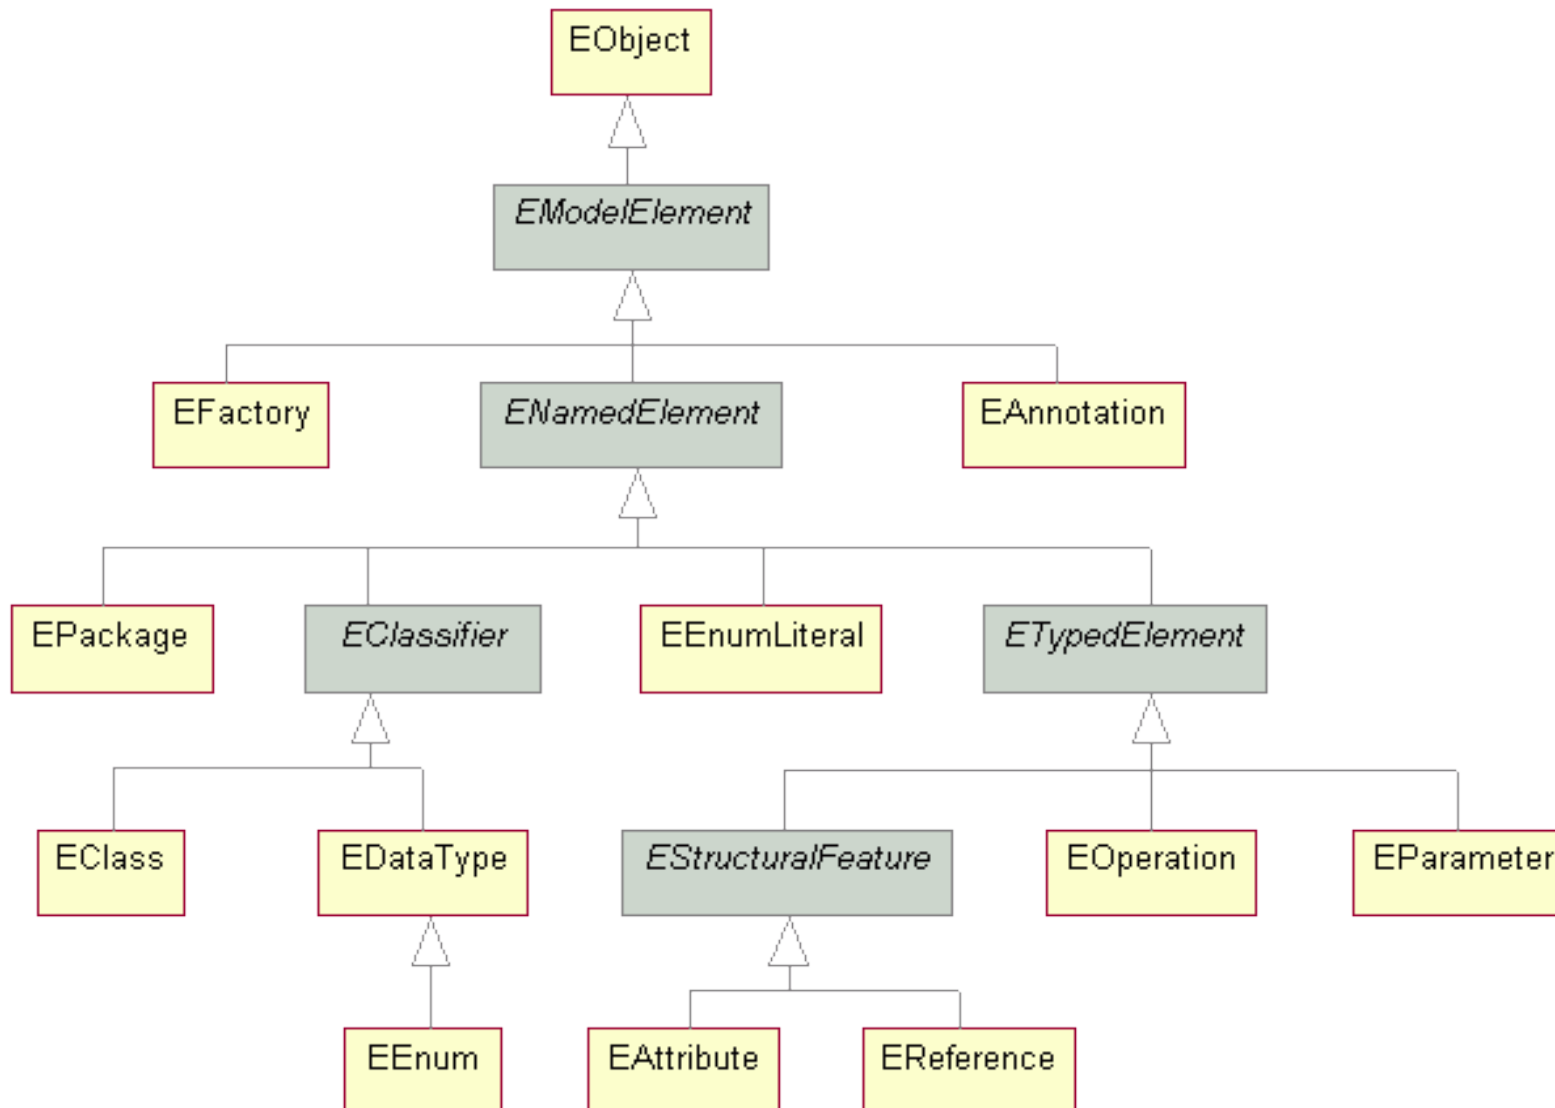 EObject
EModelElement
EFactory
ENamedElement
EAnnotation
EPackage
EClassifier
EEnumLiteral
ETypedElement
EClass
EDataType
EStructuralFeature
EOperation
EParameter
EEnum
EAttribute
EReference